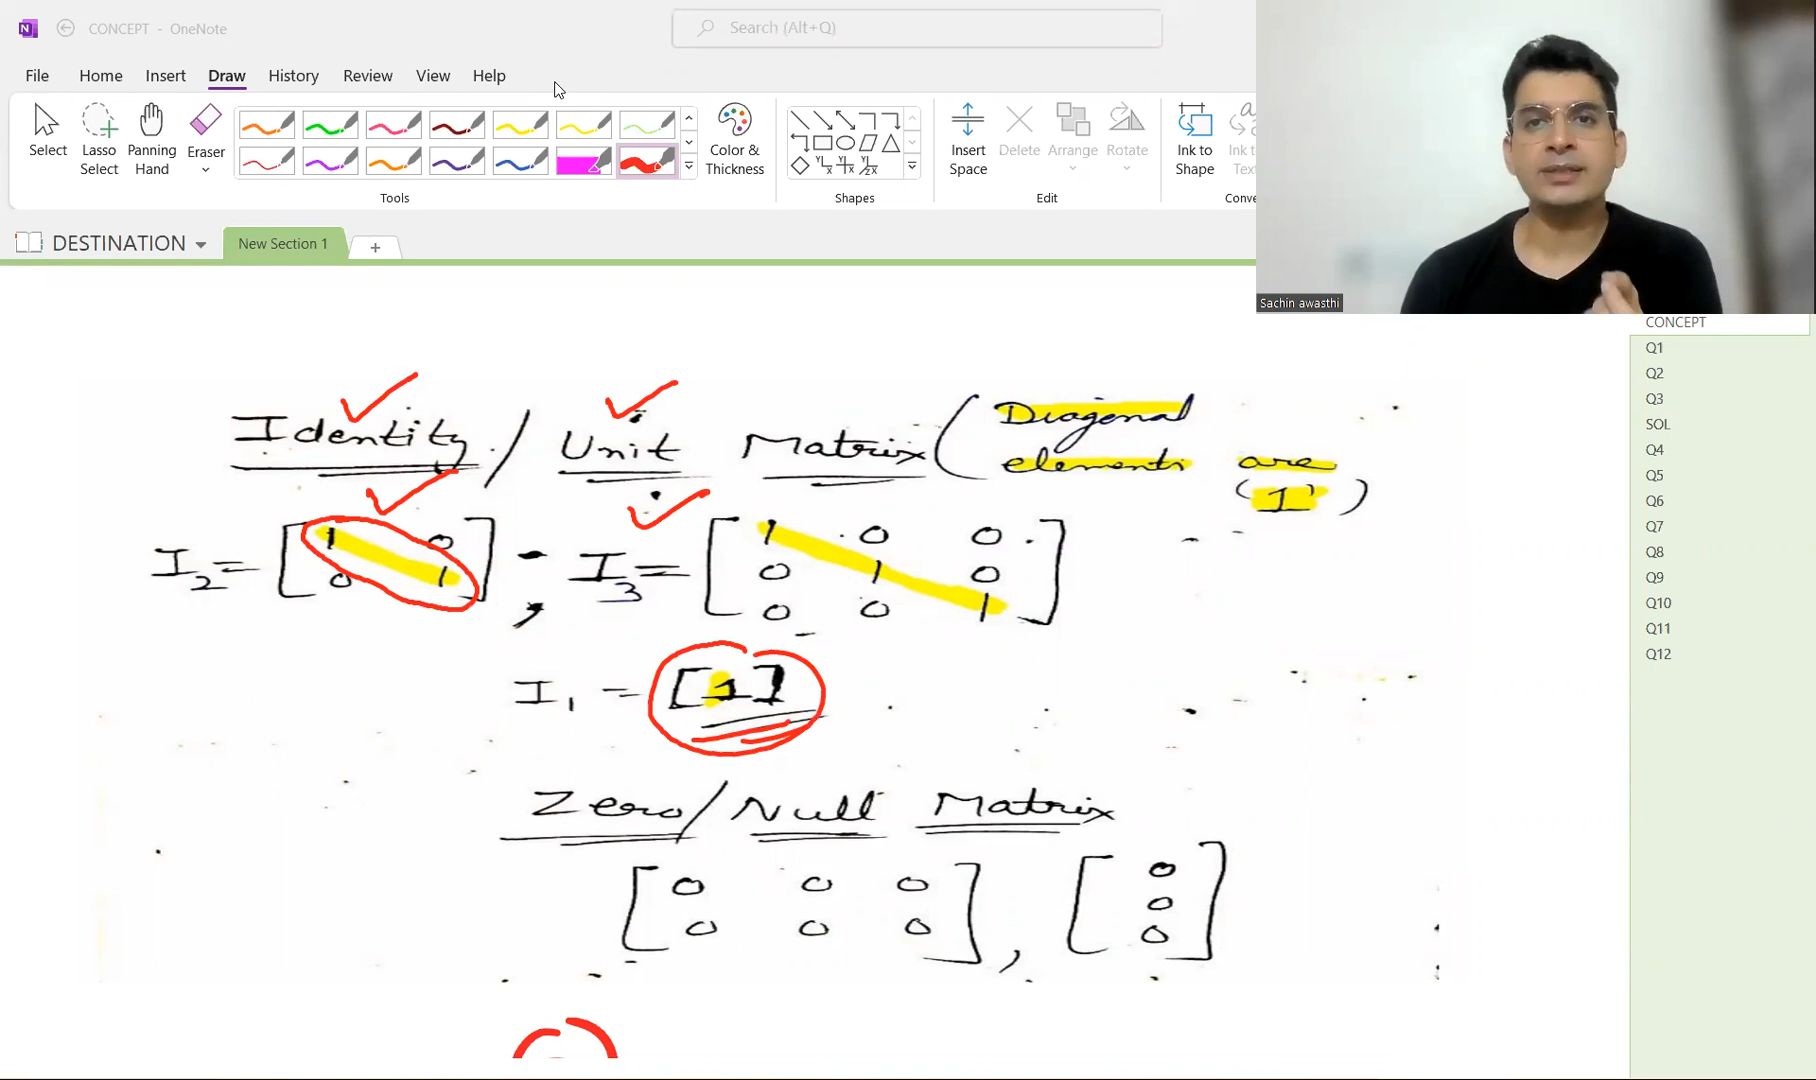 CONCEPT - OneNote
Search (Alt+Q)
File Home Insert Draw History Review View Help
Select
Lasso Select
Panning Hand
Eraser
Color & Thickness
Insert Space
Delete
Arrange
Rotate
Ink to Shape
Ink to Tex
Tools
Shapes
Edit
Conve
DESTINATION
New Section 1
+
Sachin awasthi
CONCEPT
Q1
Q2
Q3
SOL
Q4
Q5
Q6
Q7
Q8
Q9
Q10
Q11
Q12
Identity / Unit Matrix (Diagonal
elements are
(1)
I₂ = [1 0
0 1] ; I₃ = [1 0 0
0 1 0
0 0 1]
I₁ = [1]
Zero/Null Matrix
[0 0 0
0 0 0] , [0
0
0]